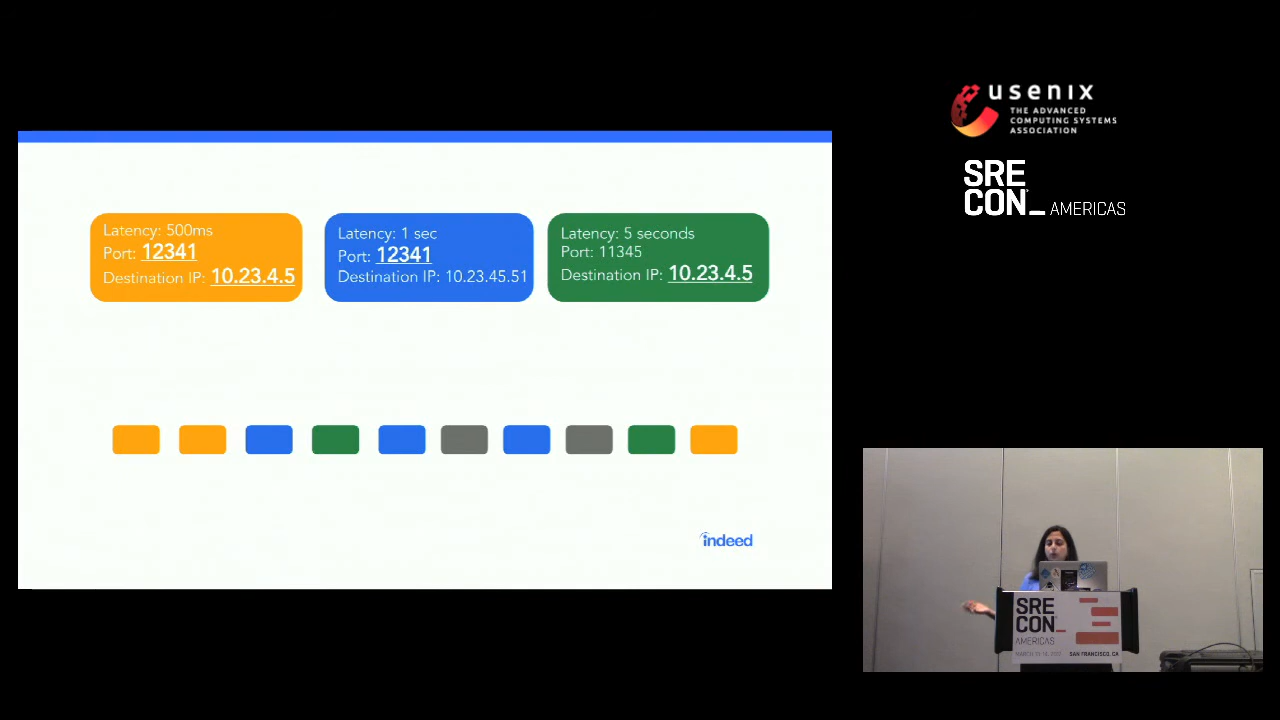 Latency: 500ms
Port: 12341
Destination IP: 10.23.4.5
Latency: 1 sec
Port: 12341
Destination IP: 10.23.45.51
Latency: 5 seconds
Port: 11345
Destination IP: 10.23.4.5
indeed
usenix
THE ADVANCED
COMPUTING SYSTEMS
ASSOCIATION
SRE
CON_ AMERICAS
SRE
CON_
AMERICAS
SAN FRANCISCO, CA